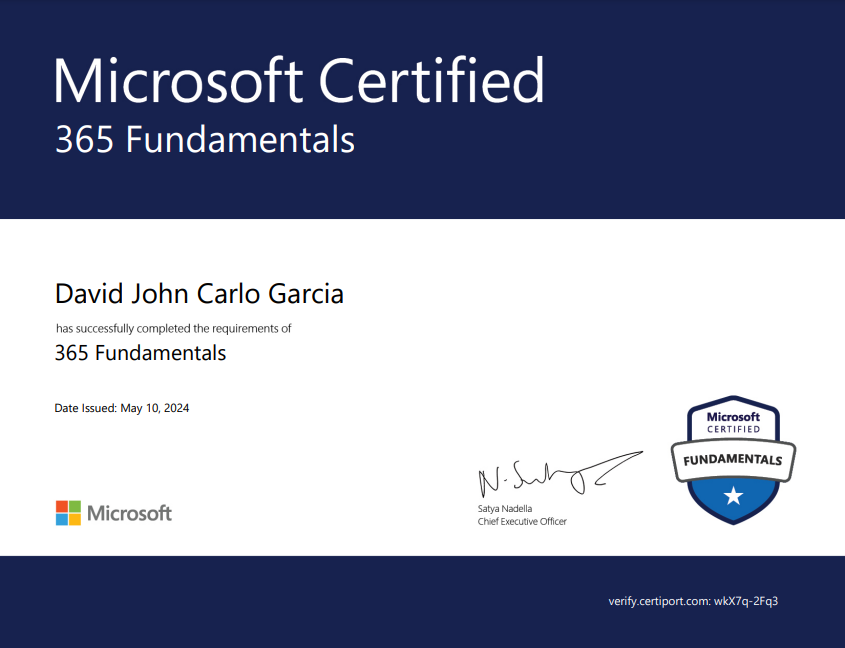 Microsoft Certified
365 Fundamentals
David John Carlo Garcia
has successfully completed the requirements of
365 Fundamentals
Date Issued: May 10, 2024
Microsoft
CERTIFIED
FUNDAMENTALS
N. Satya
Satya Nadella
Chief Executive Officer
Microsoft
verify.certiport.com: wkX7q-2Fq3